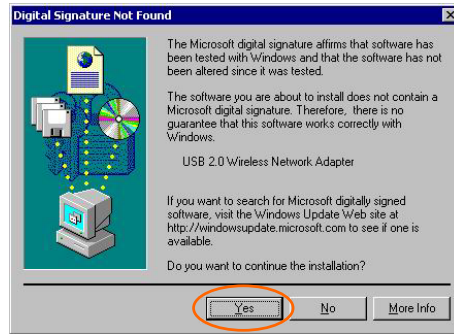 Digital Signature Not Found
The Microsoft digital signature affirms that software has
been tested with Windows and that the software has not
been altered since it was tested.
The software you are about to install does not contain a
Microsoft digital signature. Therefore, there is no
guarantee that this software works correctly with
Windows.
USB 2.0 Wireless Network Adapter
If you want to search for Microsoft digitally signed
software, visit the Windows Update Web site at
http://windowsupdate.microsoft.com to see if one is
available.
Do you want to continue the installation?
Yes No More Info